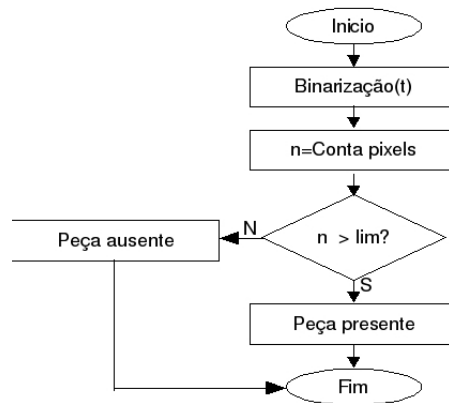 Inicio
Binarização(t)
n=Conta pixels
n > lim?
N
Peça ausente
S
Peça presente
Fim